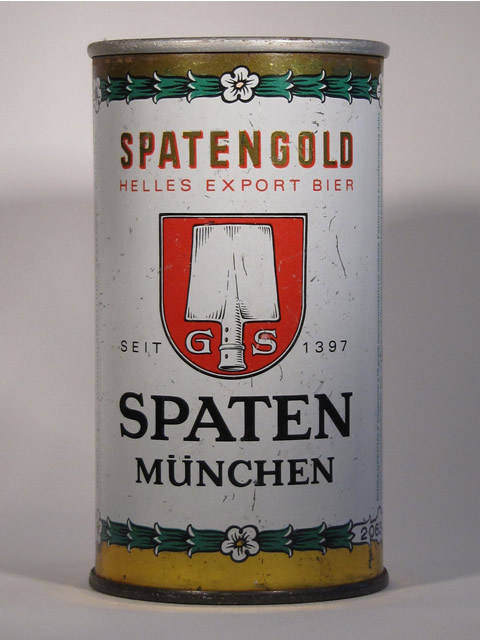 SPATENGOLD
HELLES EXPORT BIER
G S
SEIT 1397
SPATEN
MÜNCHEN